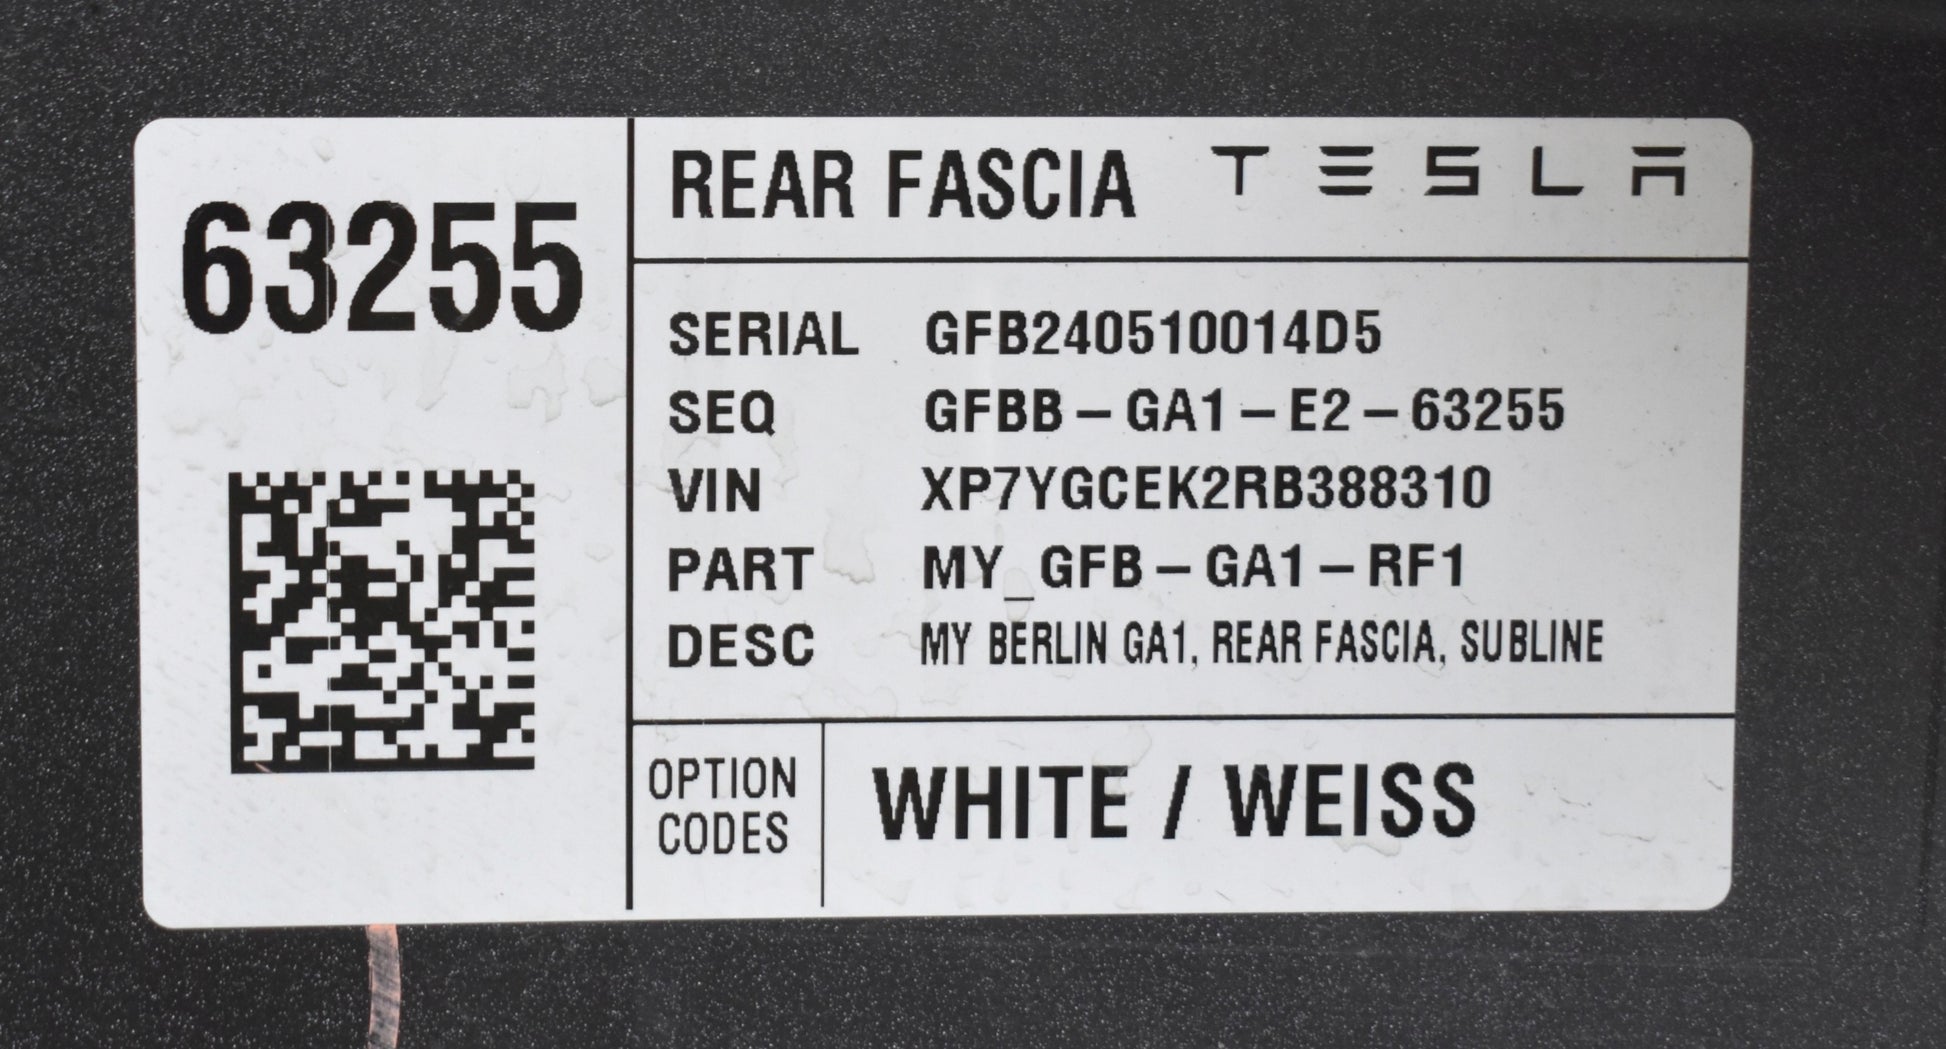 63255
REAR FASCIA TESLA
SERIAL GFB240510014D5
SEQ GFBB-GA1-E2-63255
VIN XP7YGCEK2RB388310
PART MY_GFB-GA1-RF1
DESC MY BERLIN GA1, REAR FASCIA, SUBLINE
OPTION
CODES
WHITE / WEISS